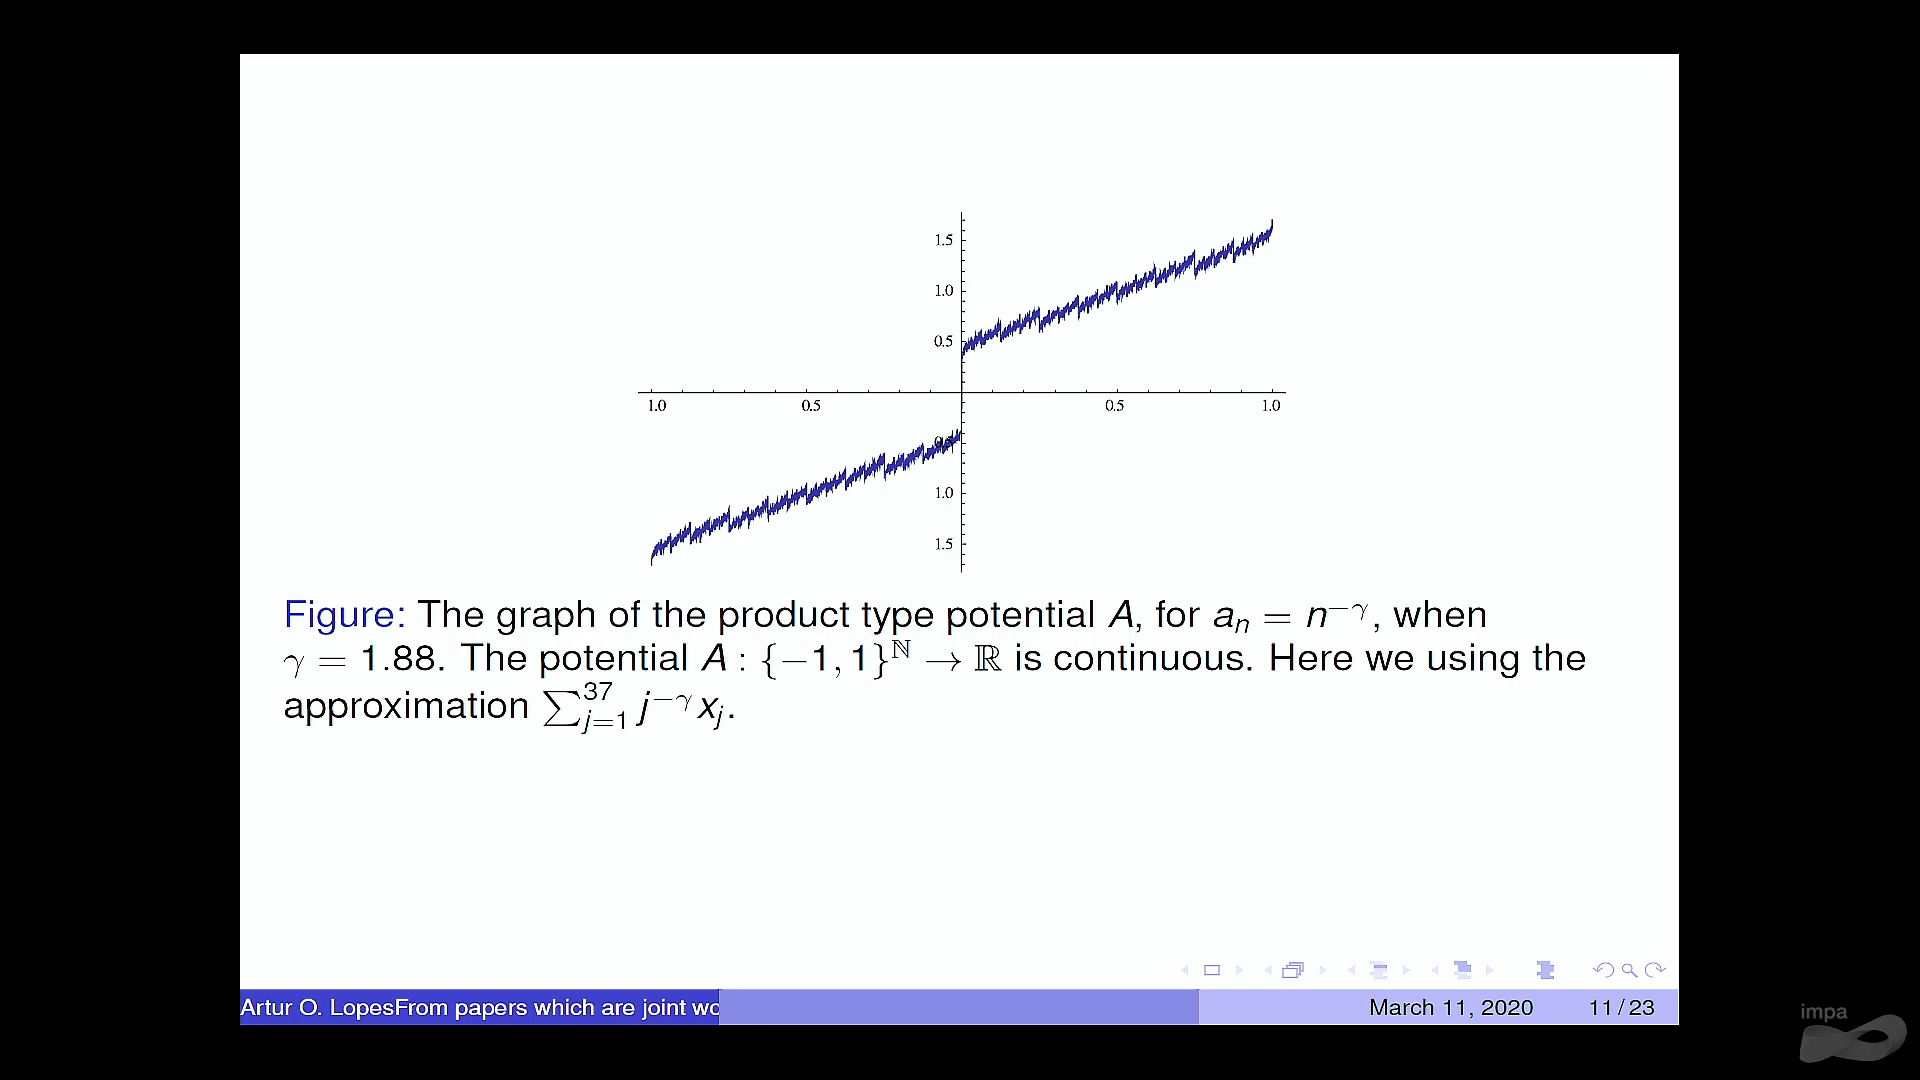 1.5
1.0
0.5
1.0 0.5 0.5 1.0
1.0
1.5
Figure: The graph of the product type potential A, for aₙ = n^{−γ}, when
γ = 1.88. The potential A : {−1, 1}^ℕ → ℝ is continuous. Here we using the
approximation ∑_{j=1}^{37} j^{−γ} x_j.
Artur O. LopesFrom papers which are joint wo March 11, 2020 11 / 23
impa